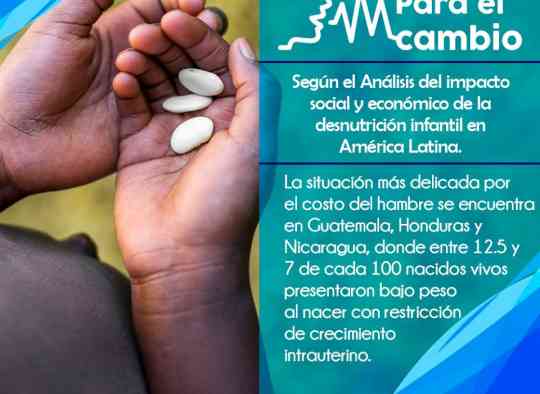 Para el
cambio
Según el Análisis del impacto
social y económico de la
desnutrición infantil en
América Latina.
La situación más delicada por
el costo del hambre se encuentra
en Guatemala, Honduras y
Nicaragua, donde entre 12.5 y
7 de cada 100 nacidos vivos
presentaron bajo peso
al nacer con restricción
de crecimiento
intrauterino.